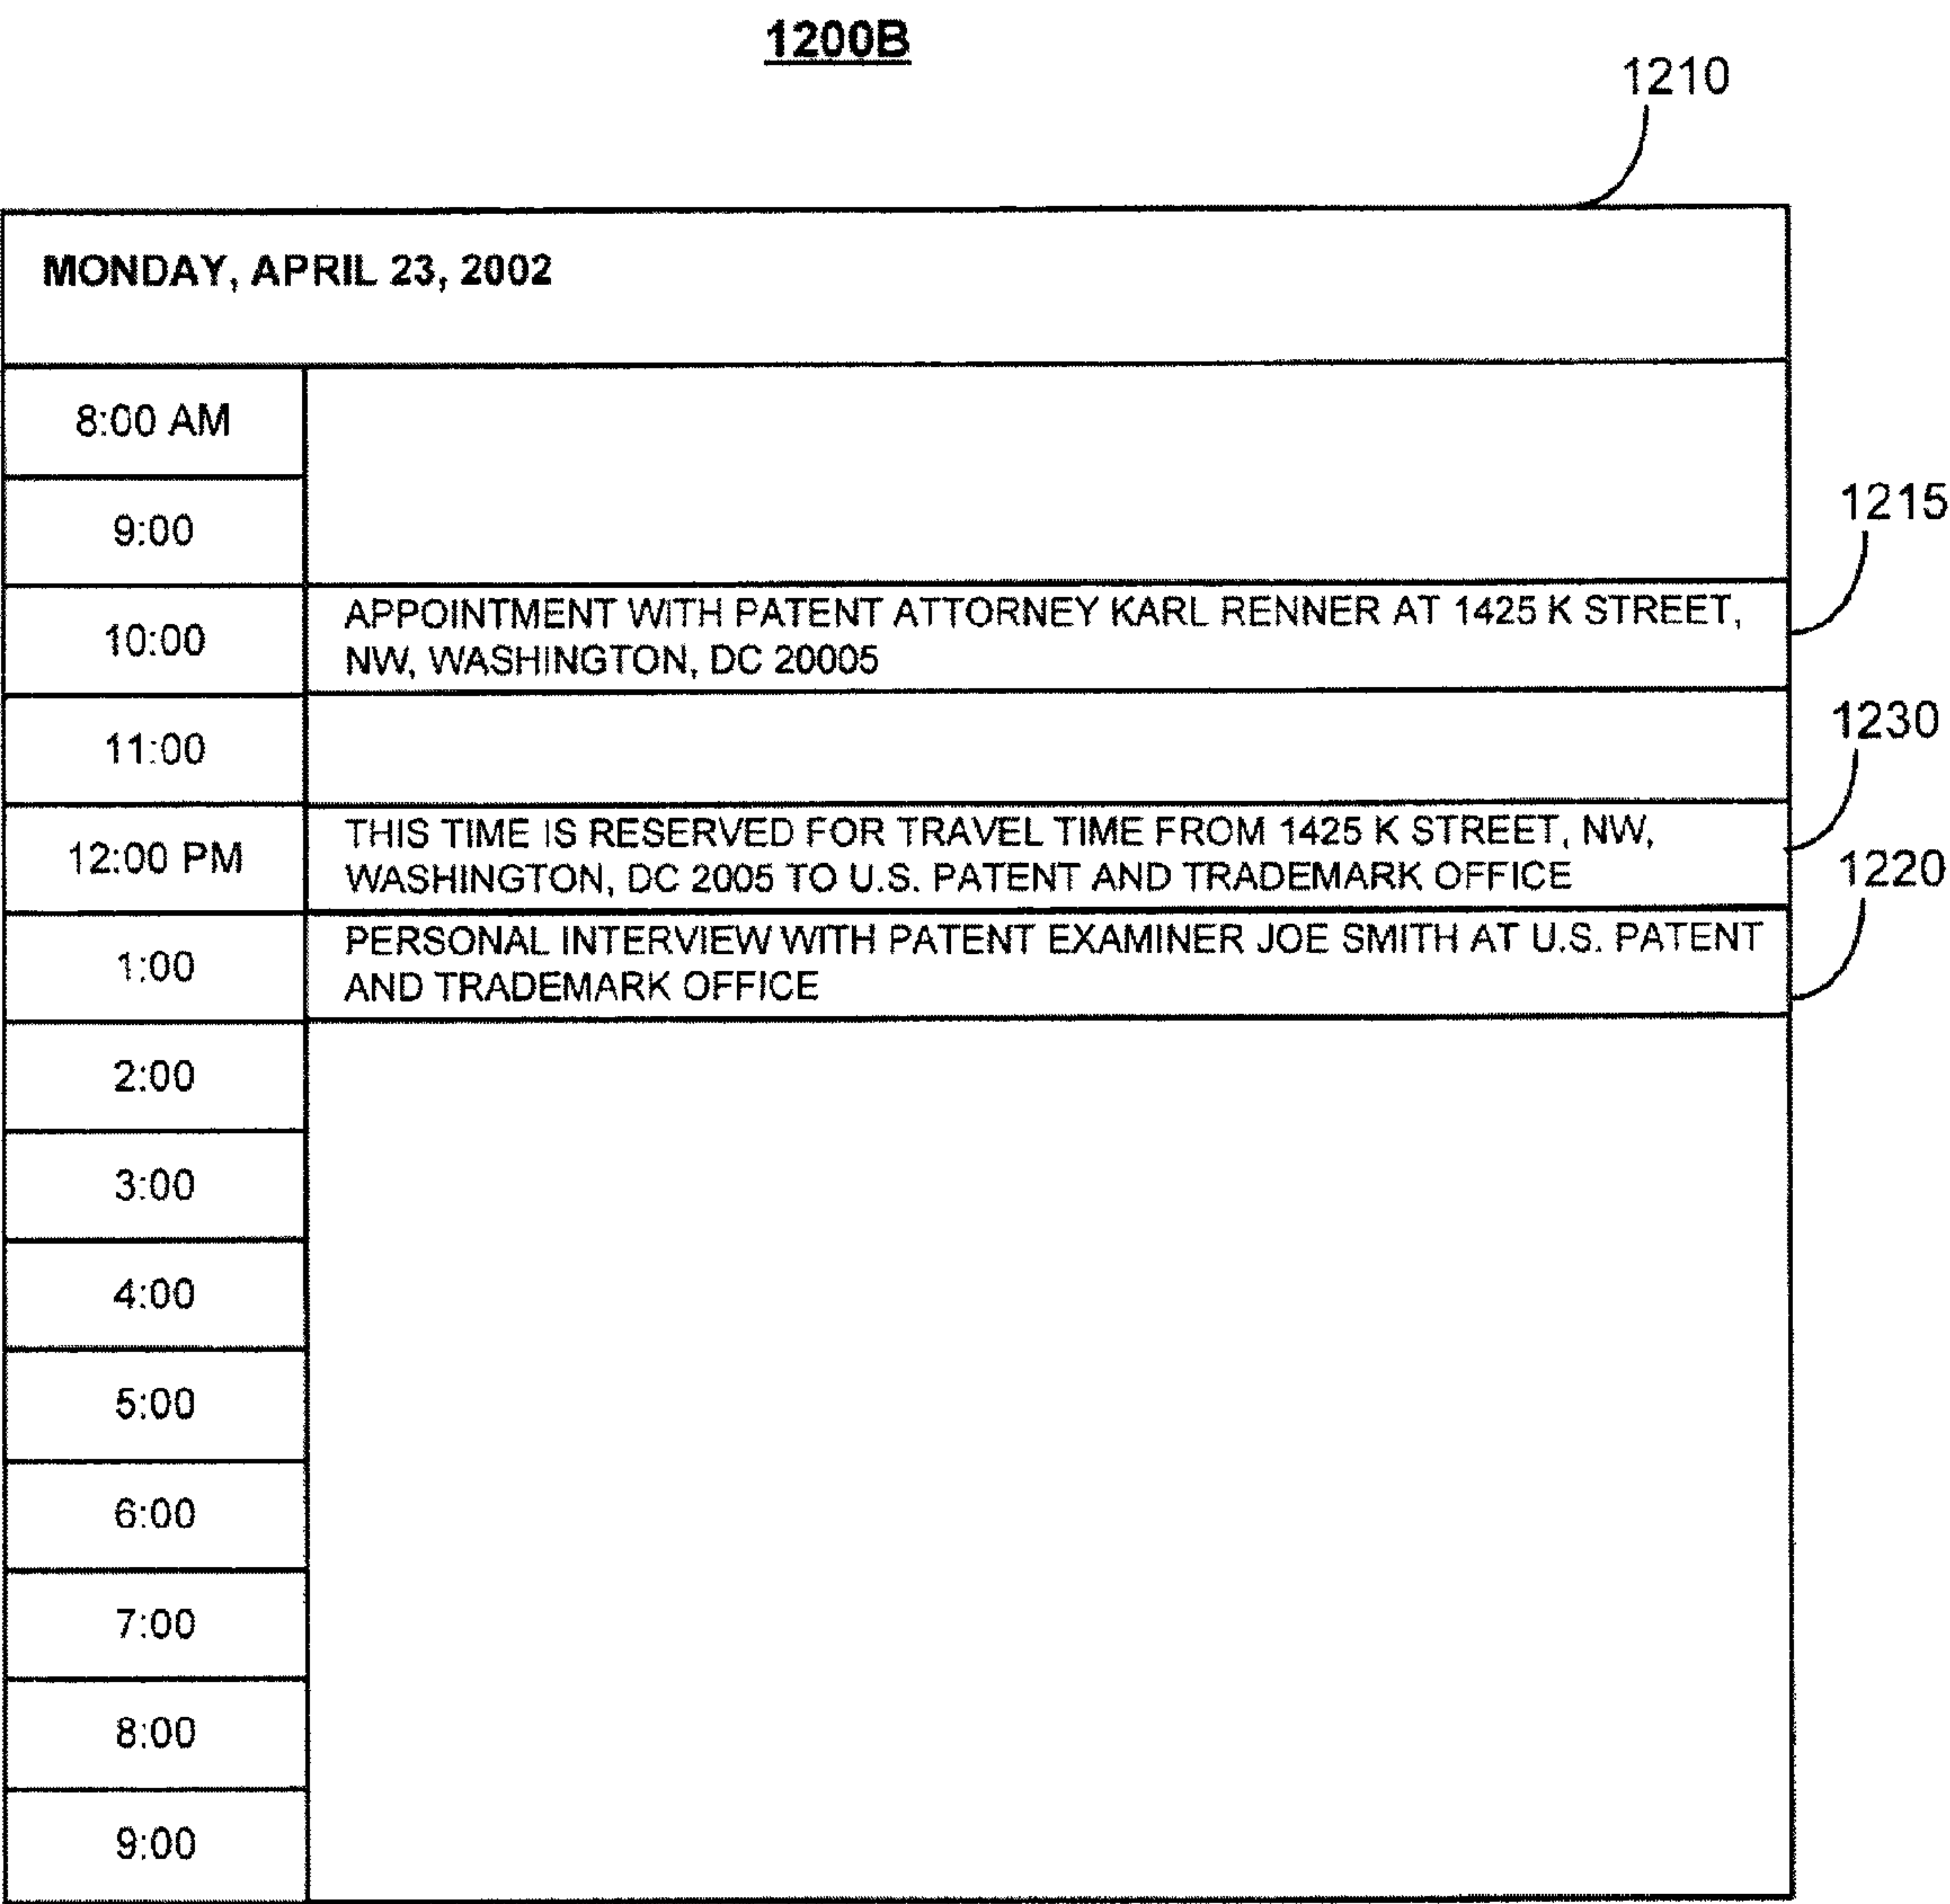 1200B
1210
MONDAY, APRIL 23, 2002
8:00 AM
9:00
1215
10:00
APPOINTMENT WITH PATENT ATTORNEY KARL RENNER AT 1425 K STREET,
NW, WASHINGTON, DC 20005
11:00
1230
12:00 PM
THIS TIME IS RESERVED FOR TRAVEL TIME FROM 1425 K STREET, NW,
WASHINGTON, DC 2005 TO U.S. PATENT AND TRADEMARK OFFICE
1220
1:00
PERSONAL INTERVIEW WITH PATENT EXAMINER JOE SMITH AT U.S. PATENT
AND TRADEMARK OFFICE
2:00
3:00
4:00
5:00
6:00
7:00
8:00
9:00